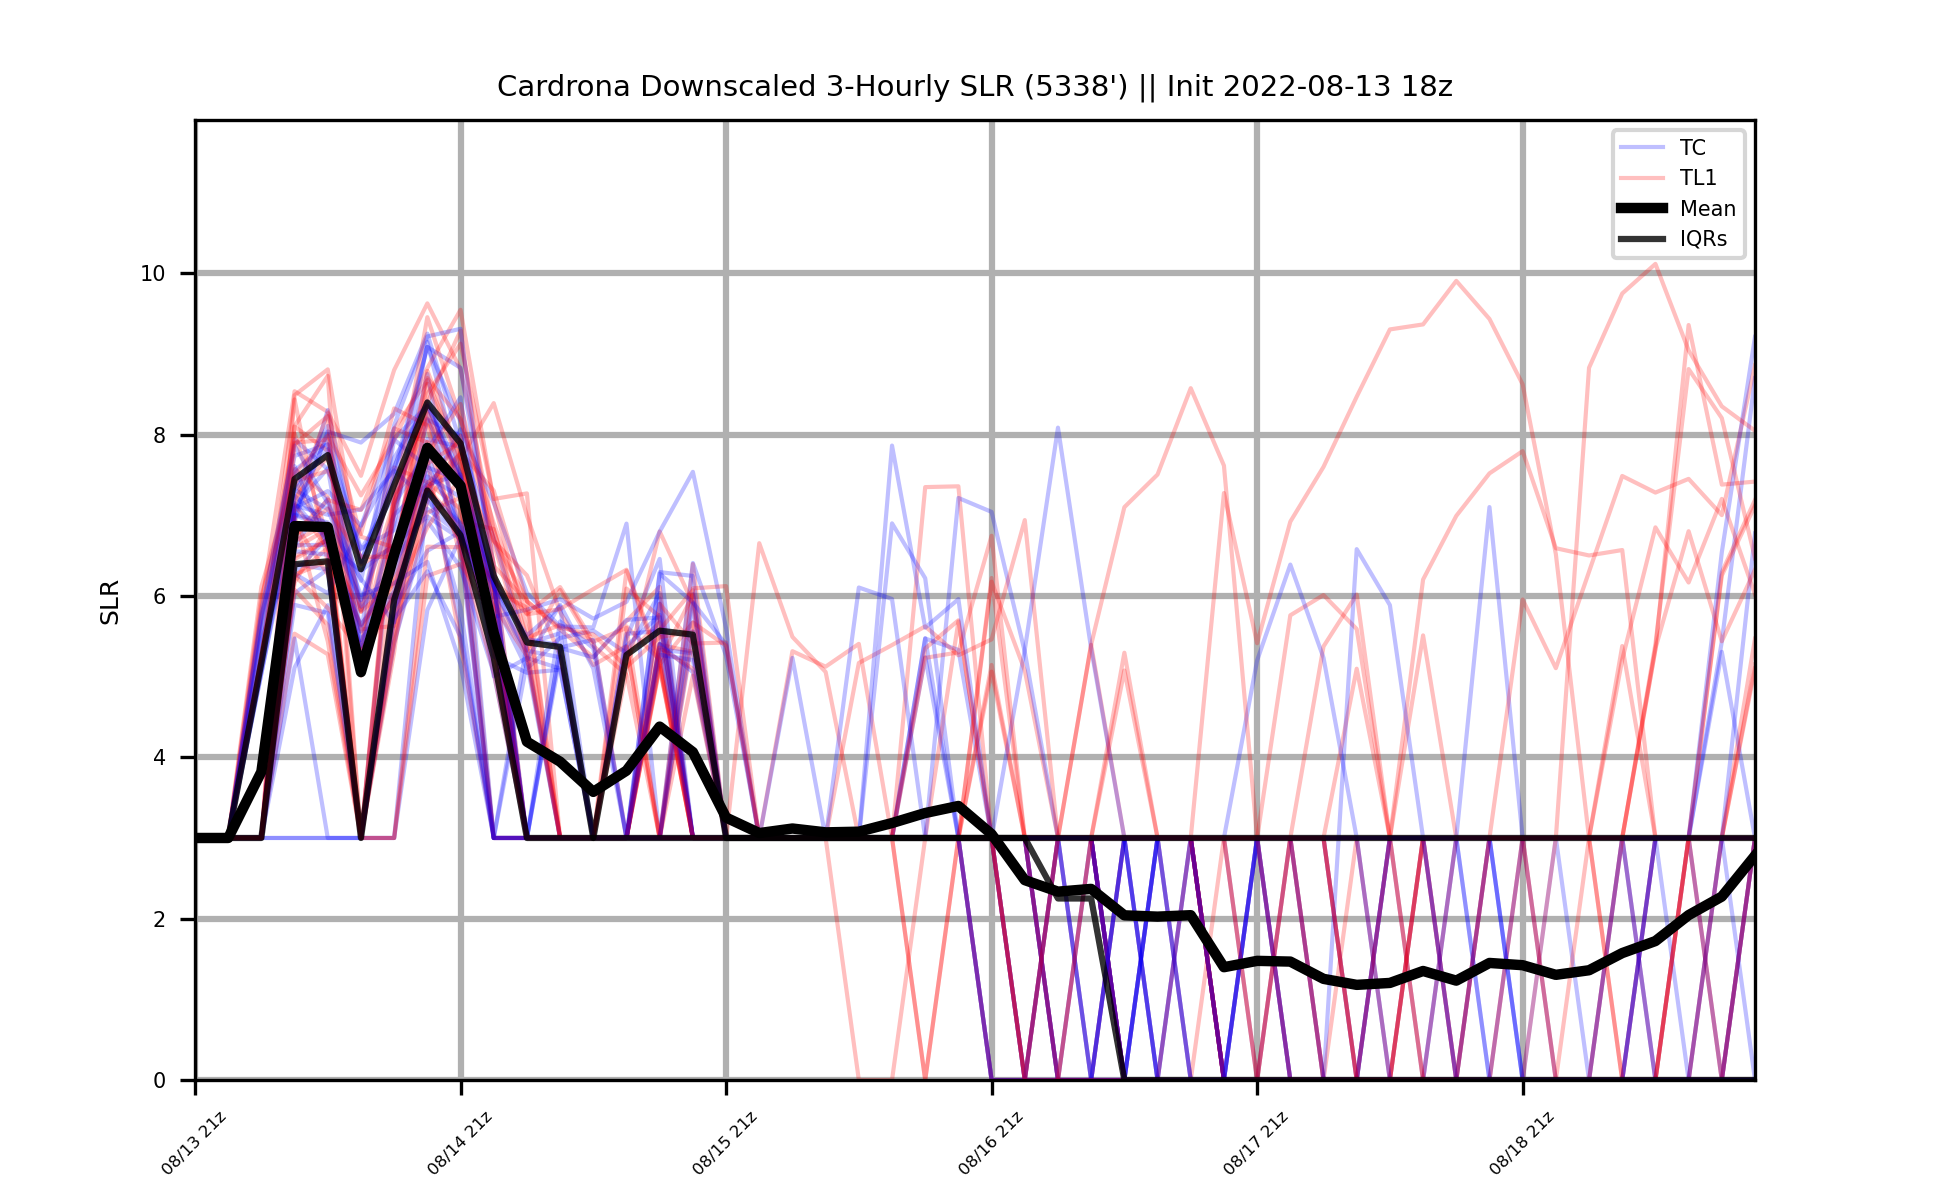 Cardrona Downscaled 3-Hourly SLR (5338') || Init 2022-08-13 18z
TC
TL1
Mean
IQRs
10
8
6
4
2
0
SLR
08/13 21z
08/14 21z
08/15 21z
08/16 21z
08/17 21z
08/18 21z